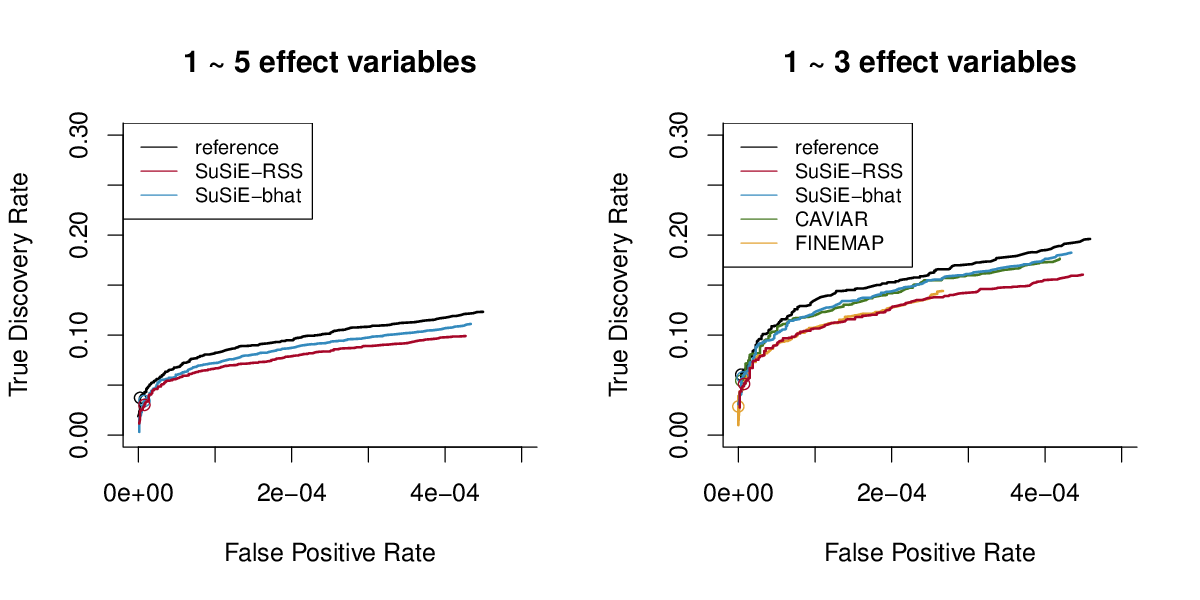 1 ~ 5 effect variables
True Discovery Rate
0.30
0.20
0.10
0.00
reference
SuSiE−RSS
SuSiE−bhat
0e+00 2e−04 4e−04
False Positive Rate
1 ~ 3 effect variables
True Discovery Rate
0.30
0.20
0.10
0.00
reference
SuSiE−RSS
SuSiE−bhat
CAVIAR
FINEMAP
0e+00 2e−04 4e−04
False Positive Rate